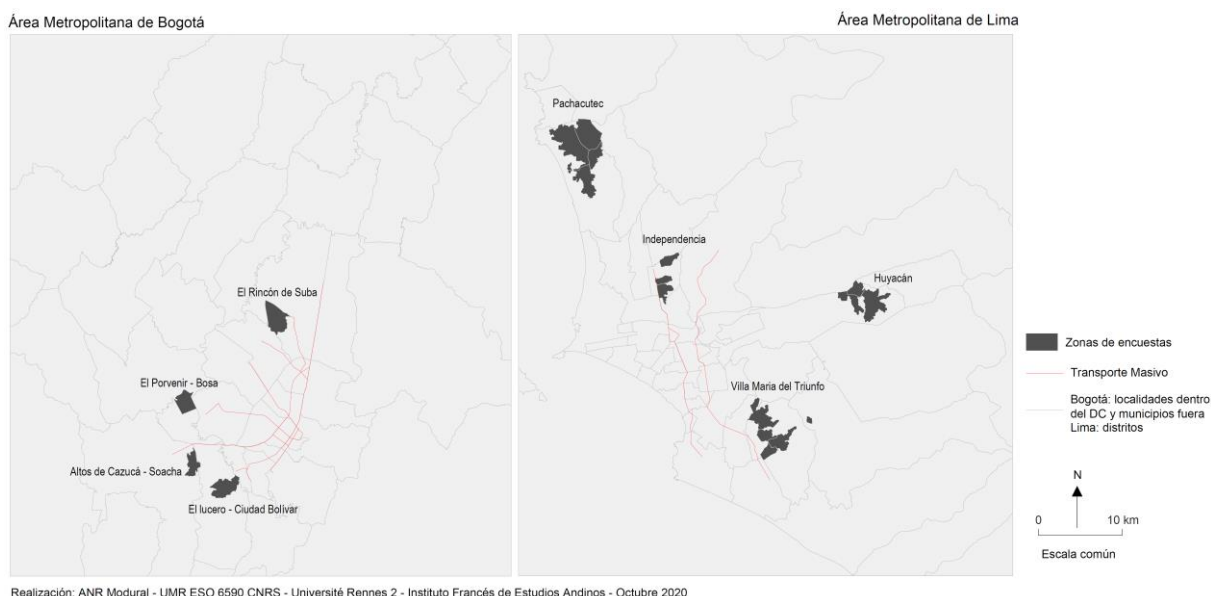 Área Metropolitana de Bogotá
Área Metropolitana de Lima
El Rincón de Suba
El Porvenir - Bosa
Altos de Cazucá - Soacha
El lucero - Ciudad Bolívar
Pachacutec
Independencia
Huyacán
Villa Maria del Triunfo
Zonas de encuestas
Transporte Masivo
Bogotá: localidades dentro
del DC y municipios fuera
Lima: distritos
N
0 10 km
Escala común
Realización: ANR Modural - UMR ESO 6590 CNRS - Université Rennes 2 - Instituto Francés de Estudios Andinos - Octubre 2020